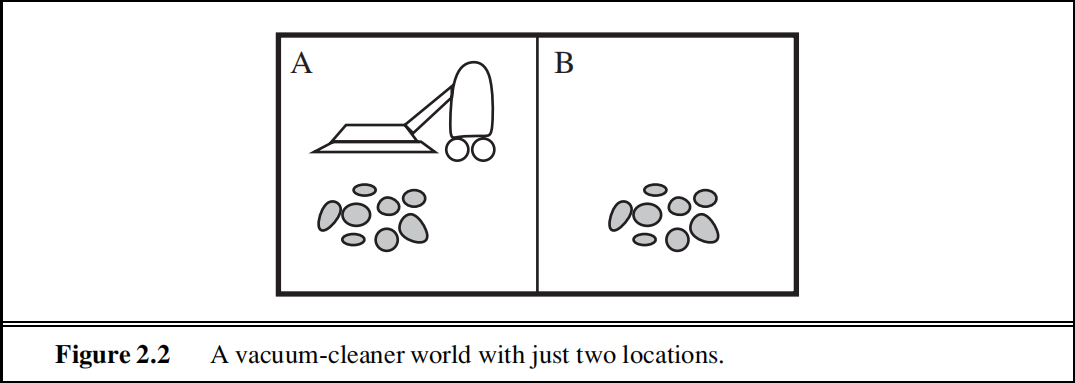 A
B
Figure 2.2 A vacuum-cleaner world with just two locations.